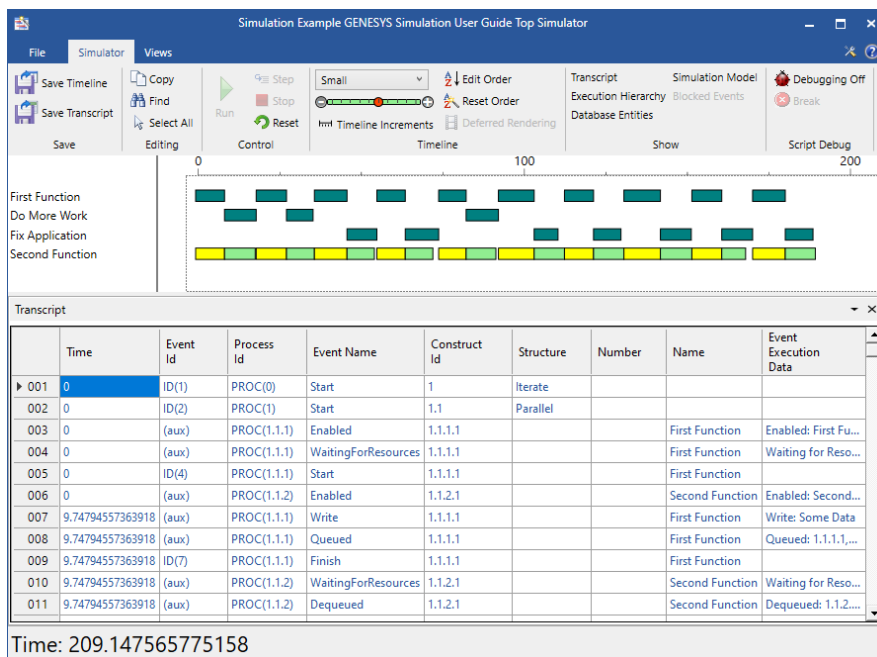 Simulation Example GENESYS Simulation User Guide Top Simulator
File Simulator Views
Save Timeline Copy Step Small Edit Order Transcript Simulation Model Debugging Off
Find Reset Order Execution Hierarchy Blocked Events Break
Save Transcript Select All Run Stop Reset Timeline Increments Deferred Rendering Database Entities
Save Editing Control Timeline Show Script Debug
0 100 200
First Function
Do More Work
Fix Application
Second Function
Transcript
Time Event Id Process Id Event Name Construct Id Structure Number Name Event Execution Data
001 0 ID(1) PROC(0) Start 1 Iterate
002 0 ID(2) PROC(1) Start 1.1 Parallel
003 0 (aux) PROC(1.1.1) Enabled 1.1.1.1 First Function Enabled: First Fu...
004 0 (aux) PROC(1.1.1) WaitingForResources 1.1.1.1 First Function Waiting for Reso...
005 0 ID(4) PROC(1.1.1) Start 1.1.1.1 First Function
006 0 (aux) PROC(1.1.2) Enabled 1.1.2.1 Second Function Enabled: Second...
007 9.74794557363918 (aux) PROC(1.1.1) Write 1.1.1.1 First Function Write: Some Data
008 9.74794557363918 (aux) PROC(1.1.1) Queued 1.1.1.1 First Function Queued: 1.1.1.1,...
009 9.74794557363918 ID(7) PROC(1.1.1) Finish 1.1.1.1 First Function
010 9.74794557363918 (aux) PROC(1.1.2) WaitingForResources 1.1.2.1 Second Function Waiting for Reso...
011 9.74794557363918 (aux) PROC(1.1.2) Dequeued 1.1.2.1 Second Function Dequeued: 1.1.2....
Time: 209.147565775158